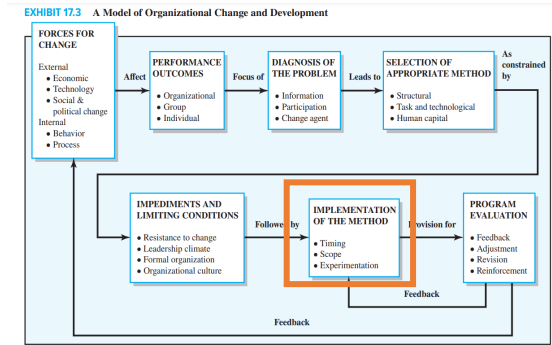 EXHIBIT 17.3 A Model of Organizational Change and Development
FORCES FOR
CHANGE
External
• Economic
• Technology
• Social &
political change
Internal
• Behavior
• Process
Affect
PERFORMANCE
OUTCOMES
• Organizational
• Group
• Individual
Focus of
DIAGNOSIS OF
THE PROBLEM
• Information
• Participation
• Change agent
Leads to
SELECTION OF
APPROPRIATE METHOD
• Structural
• Task and technological
• Human capital
As
constrained
by
IMPEDIMENTS AND
LIMITING CONDITIONS
• Resistance to change
• Leadership climate
• Formal organization
• Organizational culture
Followed by
IMPLEMENTATION
OF THE METHOD
• Timing
• Scope
• Experimentation
Provision for
PROGRAM
EVALUATION
• Feedback
• Adjustment
• Revision
• Reinforcement
Feedback
Feedback